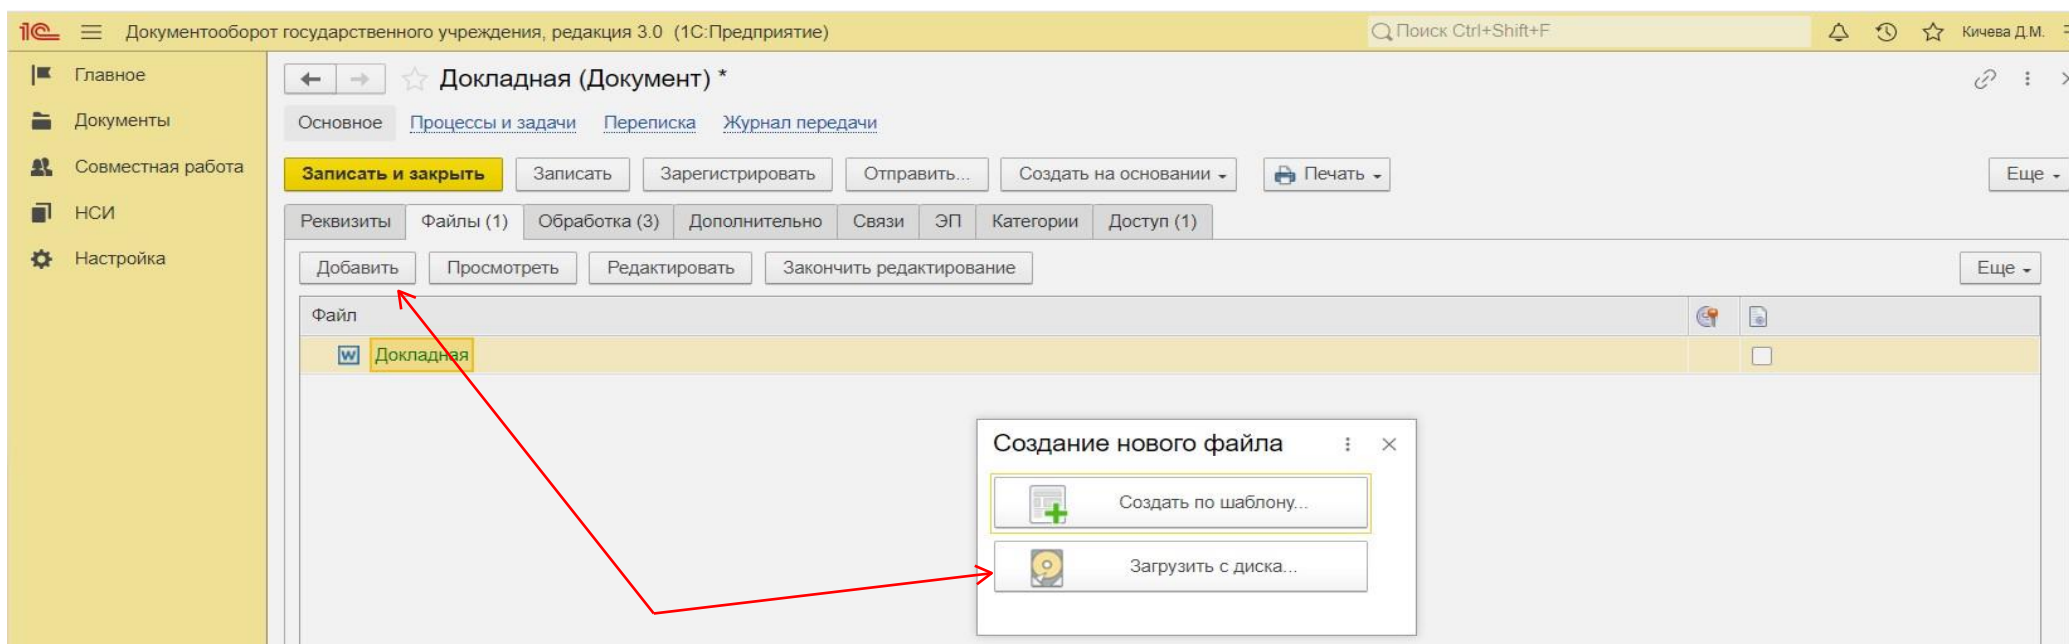 1С Документооборот государственного учреждения, редакция 3.0 (1С:Предприятие) Поиск Ctrl+Shift+F Кичева Д.М.
Главное
Документы
Совместная работа
НСИ
Настройка
Докладная (Документ) *
Основное Процессы и задачи Переписка Журнал передачи
Записать и закрыть Записать Зарегистрировать Отправить... Создать на основании Печать Еще
Реквизиты Файлы (1) Обработка (3) Дополнительно Связи ЭП Категории Доступ (1)
Добавить Просмотреть Редактировать Закончить редактирование Еще
Файл
W Докладная
Создание нового файла
Создать по шаблону...
Загрузить с диска...